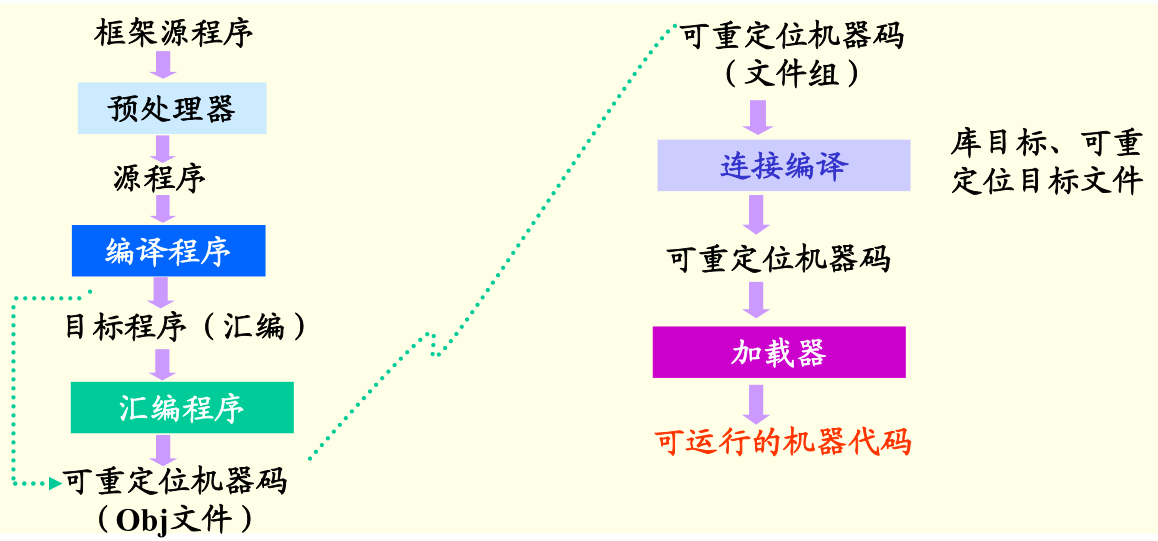 框架源程序
预处理器
源程序
编译程序
目标程序（汇编）
汇编程序
可重定位机器码
（Obj文件）
可重定位机器码
（文件组）
连接编译
库目标、可重
定位目标文件
可重定位机器码
加载器
可运行的机器代码